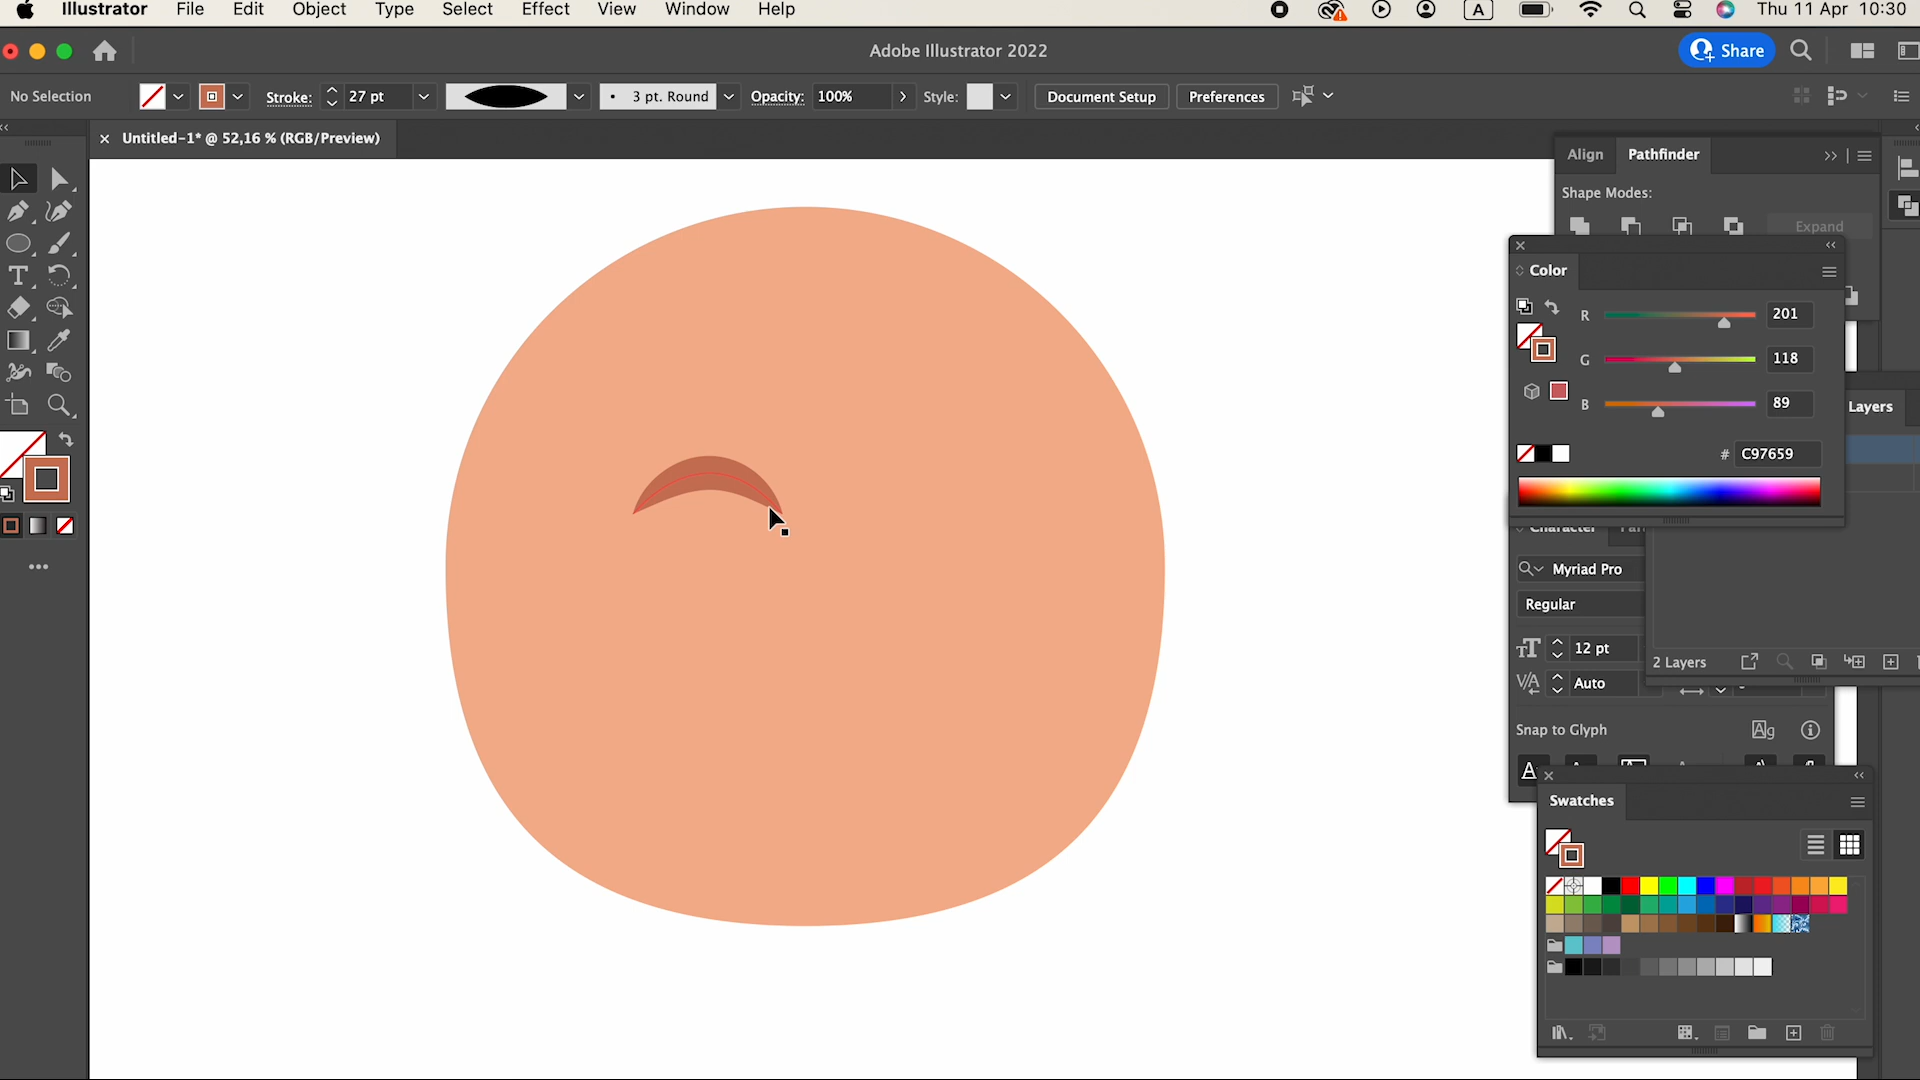 Illustrator File Edit Object Type Select Effect View Window Help A Thu 11 Apr 10:30
Adobe Illustrator 2022 Share
No Selection Stroke: 27 pt 3 pt. Round Opacity: 100% Style: Document Setup Preferences
Untitled-1* @ 52,16 % (RGB/Preview)
Align Pathfinder
Shape Modes:
Expand
Color
R 201
G 118
B 89
# C97659
Layers
Character
Myriad Pro
Regular
12 pt
Auto
2 Layers
Snap to Glyph
Swatches